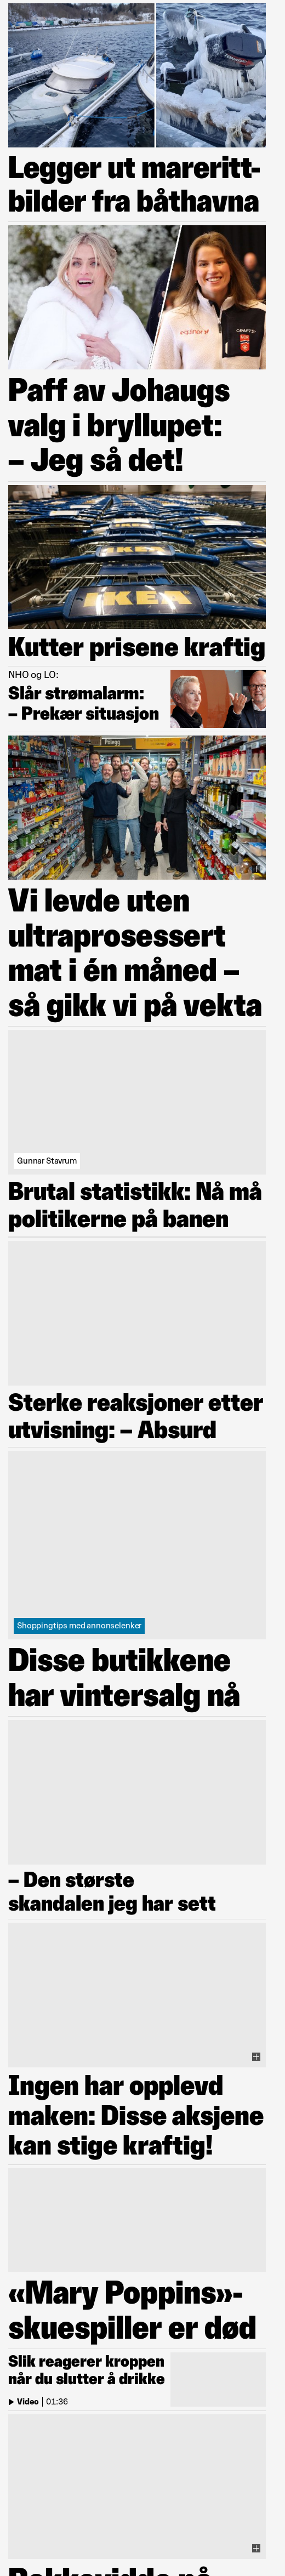 Legger ut mareritt-
bilder fra båthavna
CRAFT
Paff av Johaugs
valg i bryllupet:
– Jeg så det!
IKEA
IKEA
IKEA
Kutter prisene kraftig
NHO og LO:
Slår strømalarm:
– Prekær situasjon
Pålegg
Vi levde uten
ultraprosessert
mat i én måned –
så gikk vi på vekta
Gunnar Stavrum
Brutal statistikk: Nå må
politikerne på banen
Sterke reaksjoner etter
utvisning: – Absurd
Shoppingtips med annonselenker
Disse butikkene
har vintersalg nå
– Den største
skandalen jeg har sett
Ingen har opplevd
maken: Disse aksjene
kan stige kraftig!
«Mary Poppins»-
skuespiller er død
Slik reagerer kroppen
når du slutter å drikke
Video | 01:36